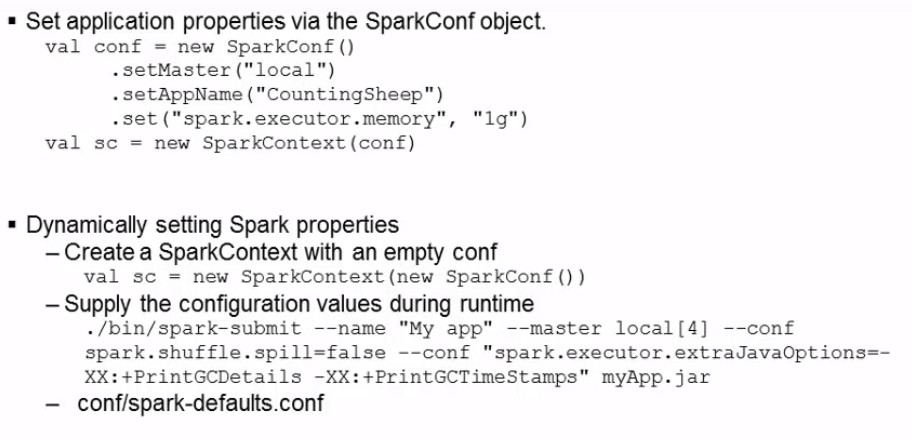 ▪ Set application properties via the SparkConf object.
val conf = new SparkConf()
.setMaster("local")
.setAppName("CountingSheep")
.set("spark.executor.memory", "1g")
val sc = new SparkContext(conf)
▪ Dynamically setting Spark properties
– Create a SparkContext with an empty conf
val sc = new SparkContext(new SparkConf())
– Supply the configuration values during runtime
./bin/spark-submit --name "My app" --master local[4] --conf
spark.shuffle.spill=false --conf "spark.executor.extraJavaOptions=-
XX:+PrintGCDetails -XX:+PrintGCTimeStamps" myApp.jar
– conf/spark-defaults.conf